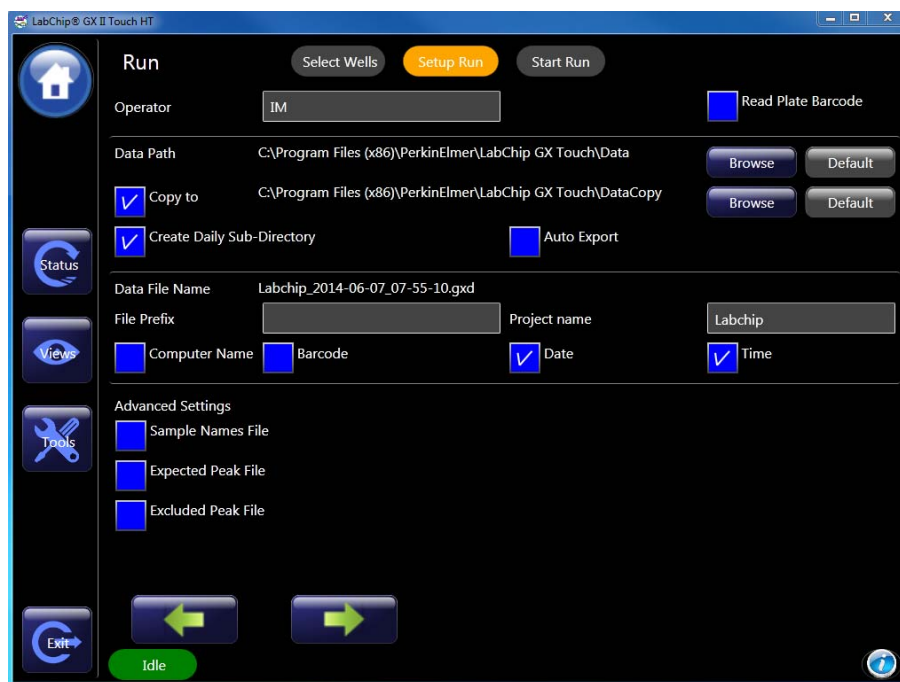 LabChip® GX II Touch HT
Run
Select Wells
Setup Run
Start Run
Operator
IM
Read Plate Barcode
Data Path
C:\Program Files (x86)\PerkinElmer\LabChip GX Touch\Data
Browse
Default
Copy to
C:\Program Files (x86)\PerkinElmer\LabChip GX Touch\DataCopy
Browse
Default
Create Daily Sub-Directory
Auto Export
Status
Data File Name
Labchip_2014-06-07_07-55-10.gxd
File Prefix
Project name
Labchip
Views
Computer Name
Barcode
Date
Time
Advanced Settings
Sample Names File
Tools
Expected Peak File
Excluded Peak File
Exit
Idle